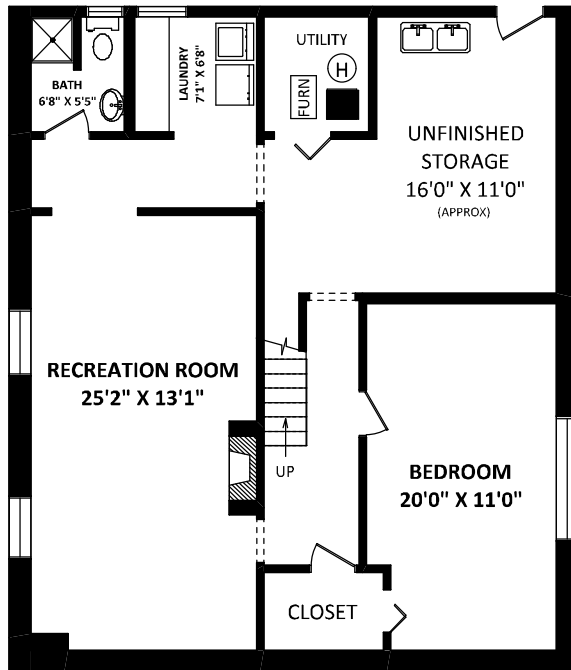 BATH
6'8" X 5'5"
LAUNDRY
7'1" X 6'8"
UTILITY
H
FURN
UNFINISHED
STORAGE
16'0" X 11'0"
(APPROX)
RECREATION ROOM
25'2" X 13'1"
UP
BEDROOM
20'0" X 11'0"
CLOSET